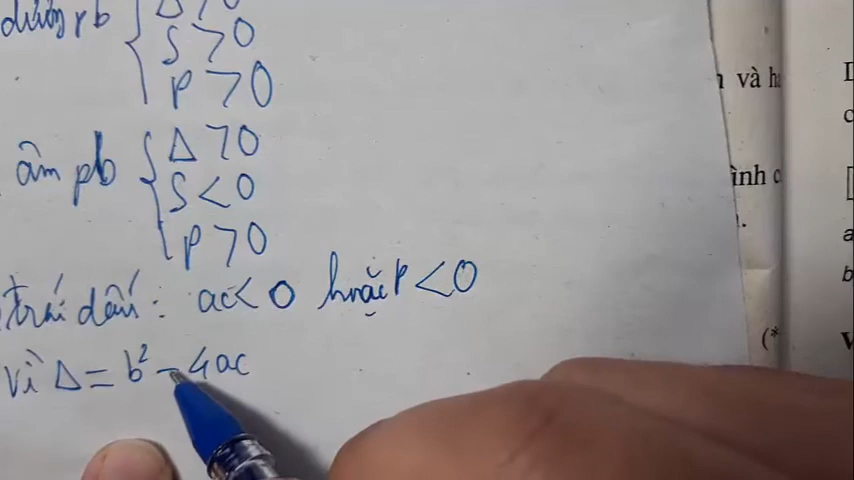 dương pb
Δ > 0
S > 0
P > 0
âm pb
Δ > 0
S < 0
P > 0
trái dấu: ac < 0 hoặc P < 0
vì Δ = b² - 4ac
và
(*
a
b